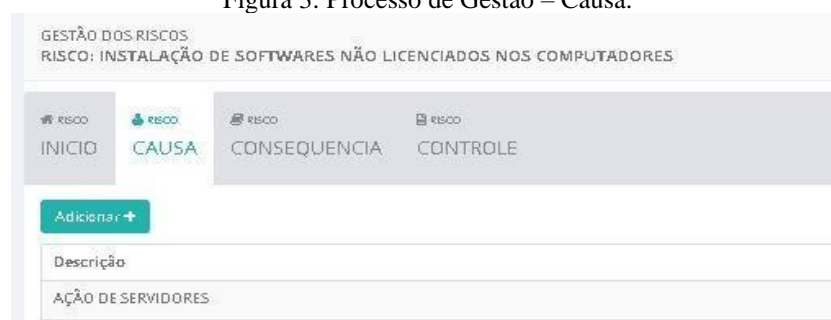 Figura 3: Processo de Gestão – Causa.
GESTÃO DOS RISCOS
RISCO: INSTALAÇÃO DE SOFTWARES NÃO LICENCIADOS NOS COMPUTADORES
RISCO RISCO RISCO RISCO
INICIO CAUSA CONSEQUENCIA CONTROLE
Adicionar +
Descrição
AÇÃO DE SERVIDORES